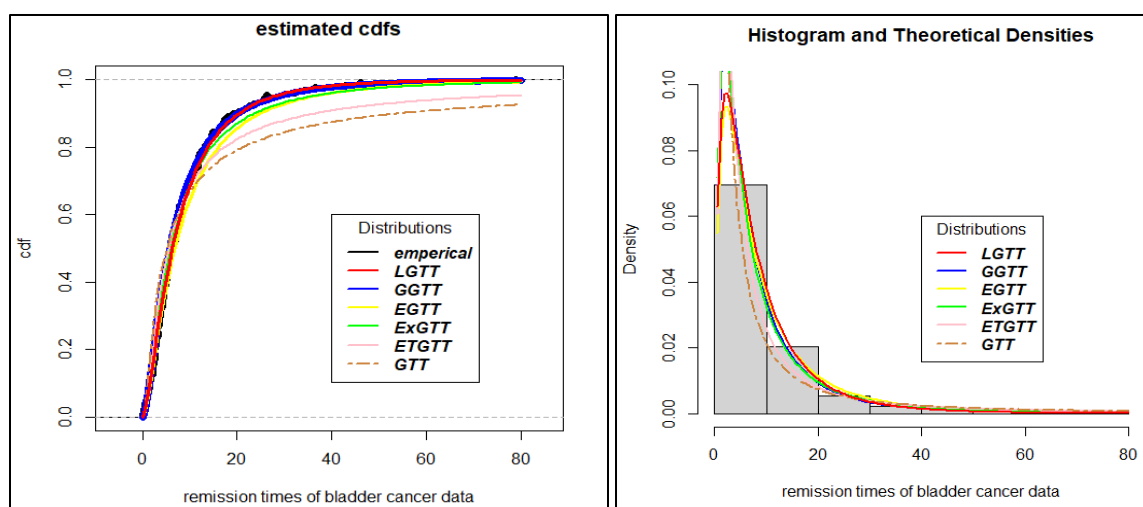 estimated cdfs
cdf
1.0
0.8
0.6
0.4
0.2
0.0
Distributions
emperical
LGTT
GGTT
EGTT
ExGTT
ETGTT
GTT
0 20 40 60 80
remission times of bladder cancer data
Histogram and Theoretical Densities
Density
0.10
0.08
0.06
0.04
0.02
0.00
Distributions
LGTT
GGTT
EGTT
ExGTT
ETGTT
GTT
0 20 40 60 80
remission times of bladder cancer data